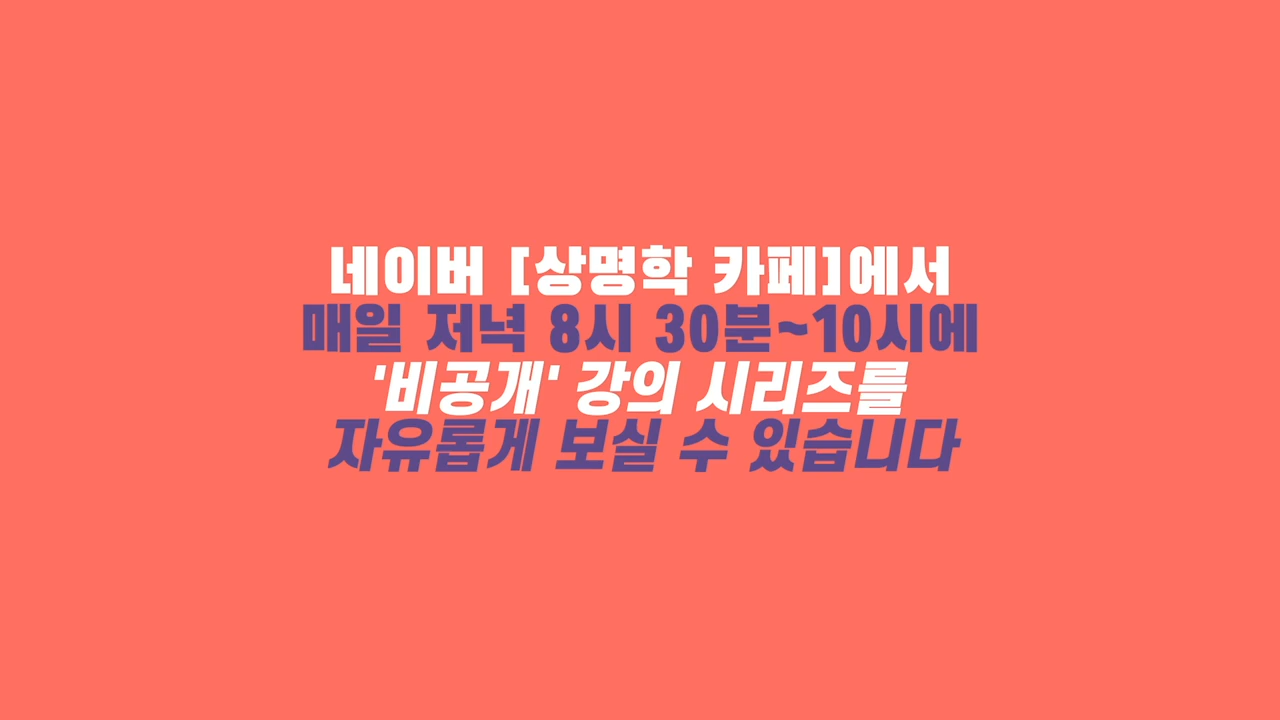 네이버 [상명학 카페]에서
매일 저녁 8시 30분~10시에
'비공개' 강의 시리즈를
자유롭게 보실 수 있습니다